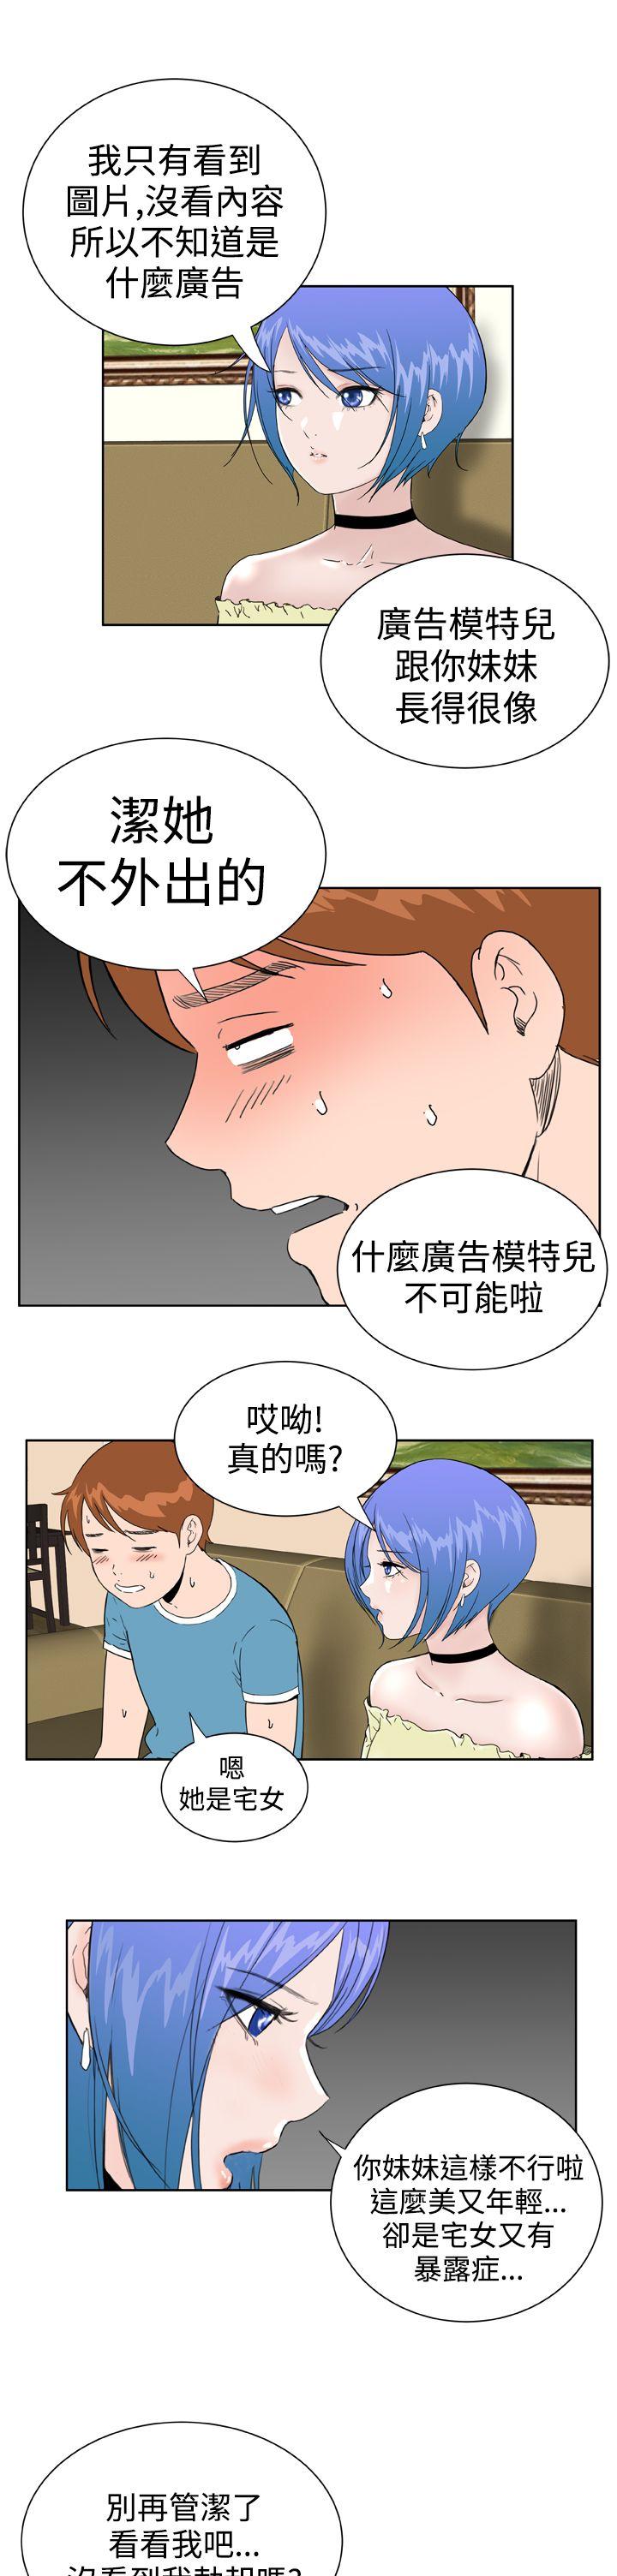 我只有看到
圖片,沒看內容
所以不知道是
什麼廣告
廣告模特兒
跟你妹妹
長得很像
潔她
不外出的
什麼廣告模特兒
不可能啦
哎呦!
真的嗎?
嗯
她是宅女
你妹妹這樣不行啦
這麼美又年輕...
卻是宅女又有
暴露症...
別再管潔了
看看我吧...